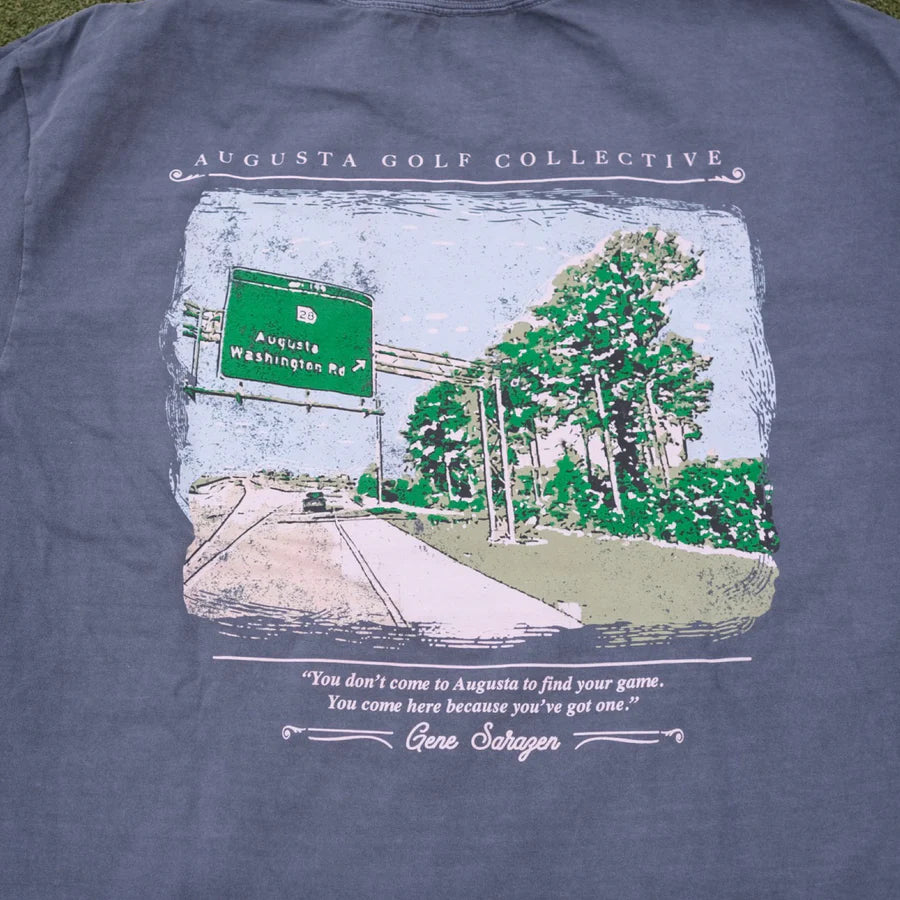 AUGUSTA GOLF COLLECTIVE
28
Augusta
Washington Rd
“You don’t come to Augusta to find your game.
You come here because you’ve got one.”
Gene Sarazen